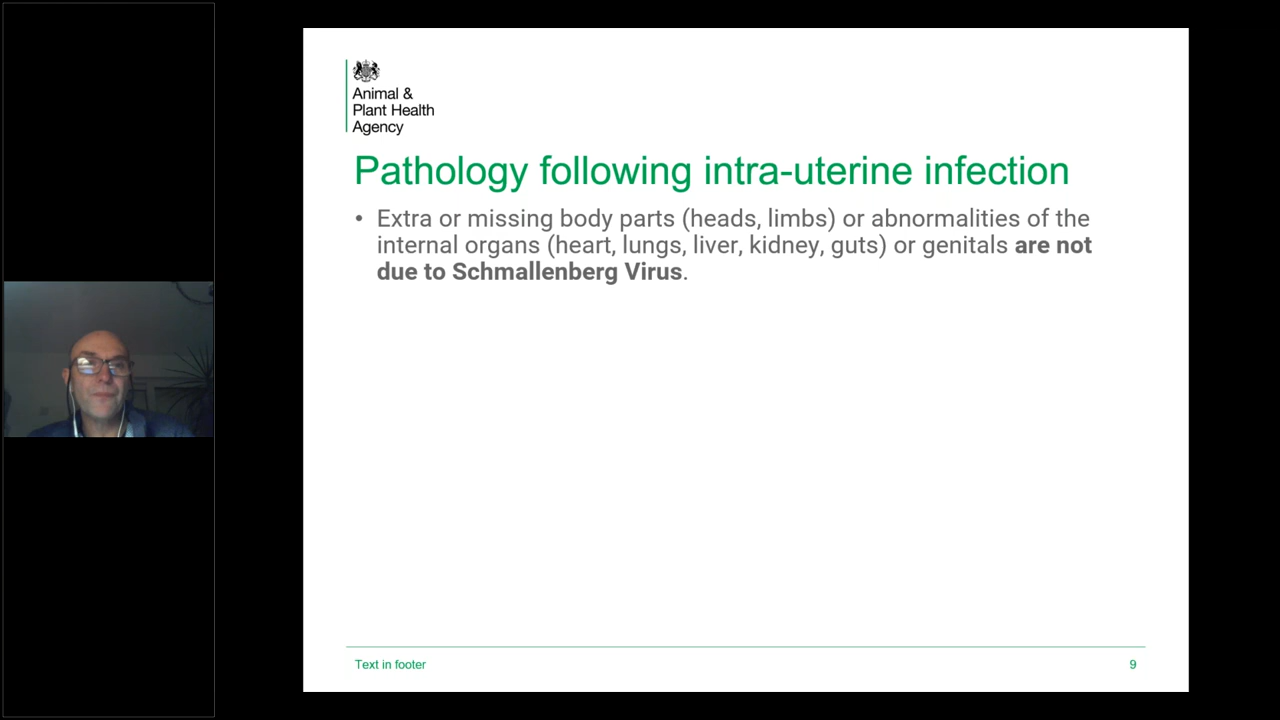 Animal &
Plant Health
Agency
Pathology following intra-uterine infection
• Extra or missing body parts (heads, limbs) or abnormalities of the
internal organs (heart, lungs, liver, kidney, guts) or genitals are not
due to Schmallenberg Virus.
Text in footer
9